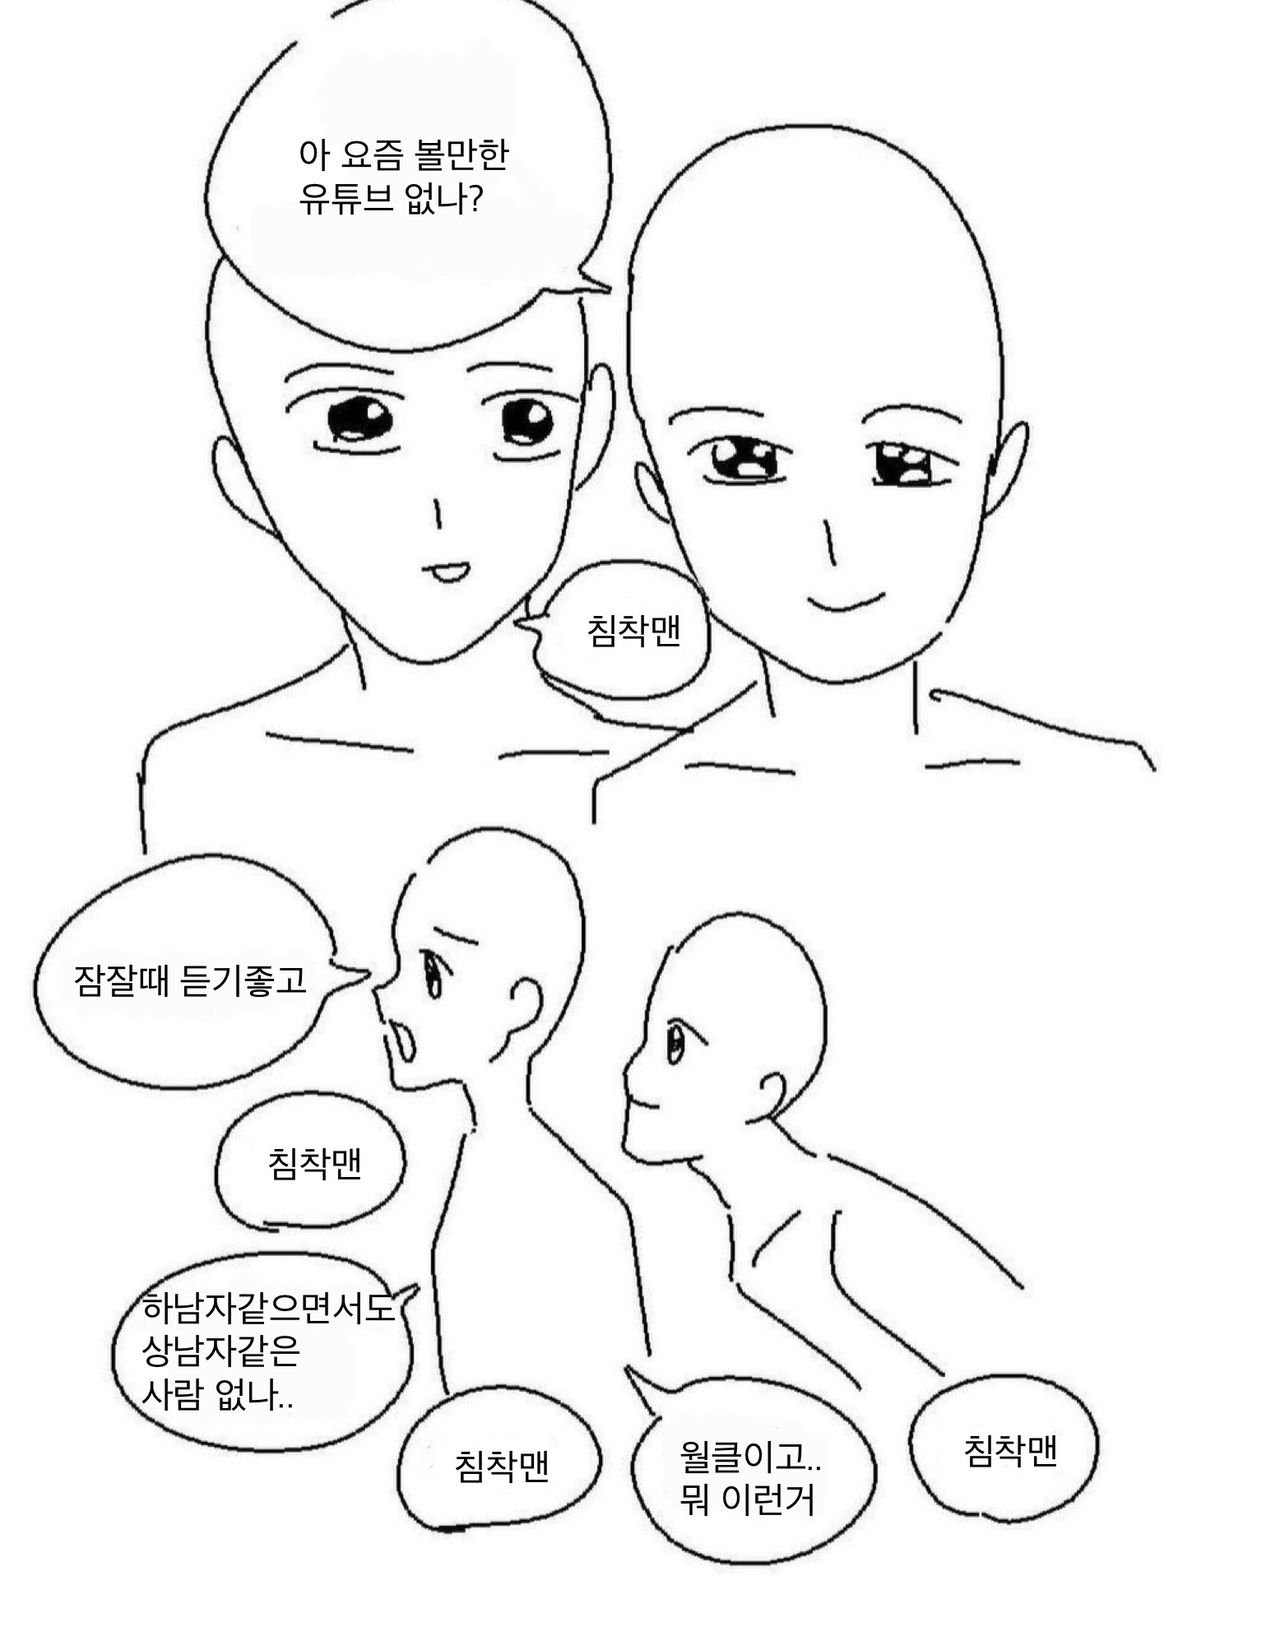 아 요즘 볼만한
유튜브 없나?
침착맨
잠잘때 듣기좋고
침착맨
하남자같으면서도
상남자같은
사람 없나..
침착맨
월클이고..
뭐 이런거
침착맨